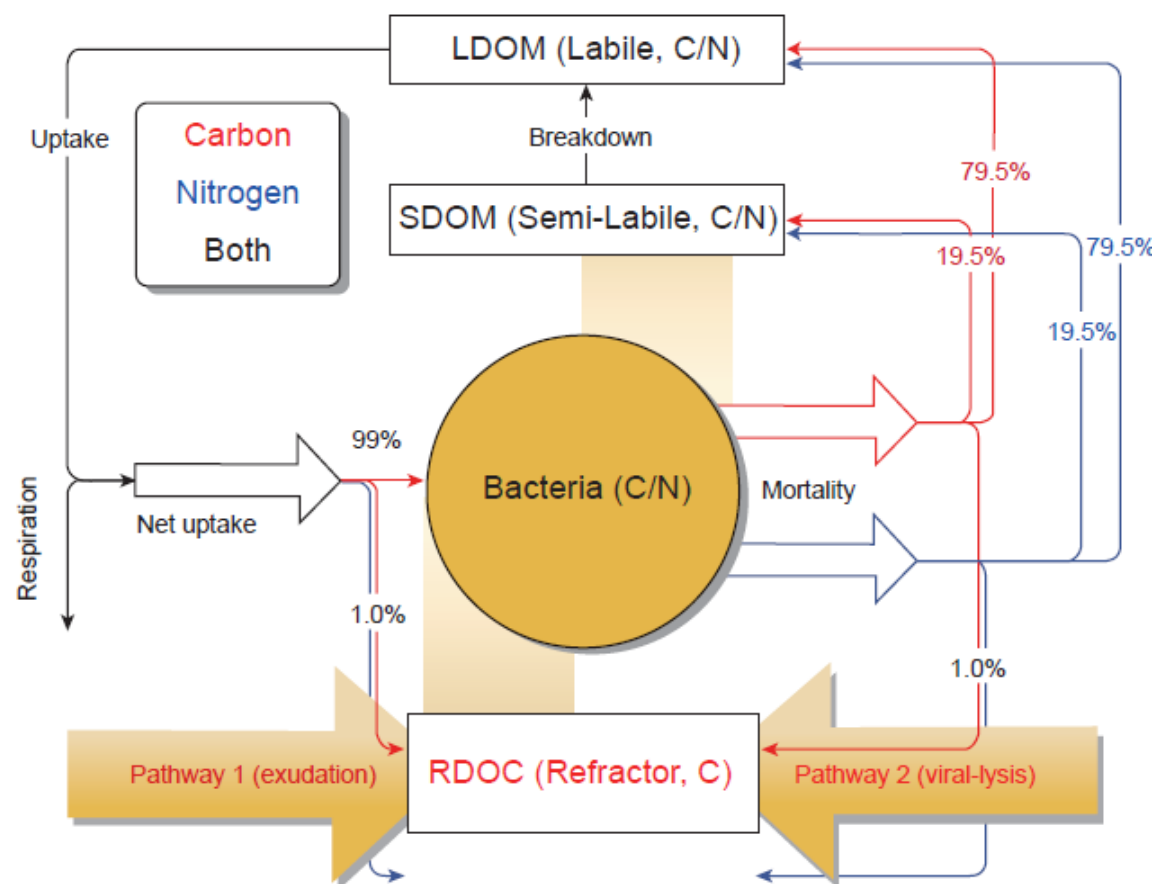 LDOM (Labile, C/N)
Uptake
Carbon
Nitrogen
Both
Breakdown
79.5%
SDOM (Semi-Labile, C/N)
19.5%
79.5%
19.5%
99%
Bacteria (C/N)
Mortality
Net uptake
Respiration
1.0%
1.0%
Pathway 1 (exudation)
RDOC (Refractor, C)
Pathway 2 (viral-lysis)